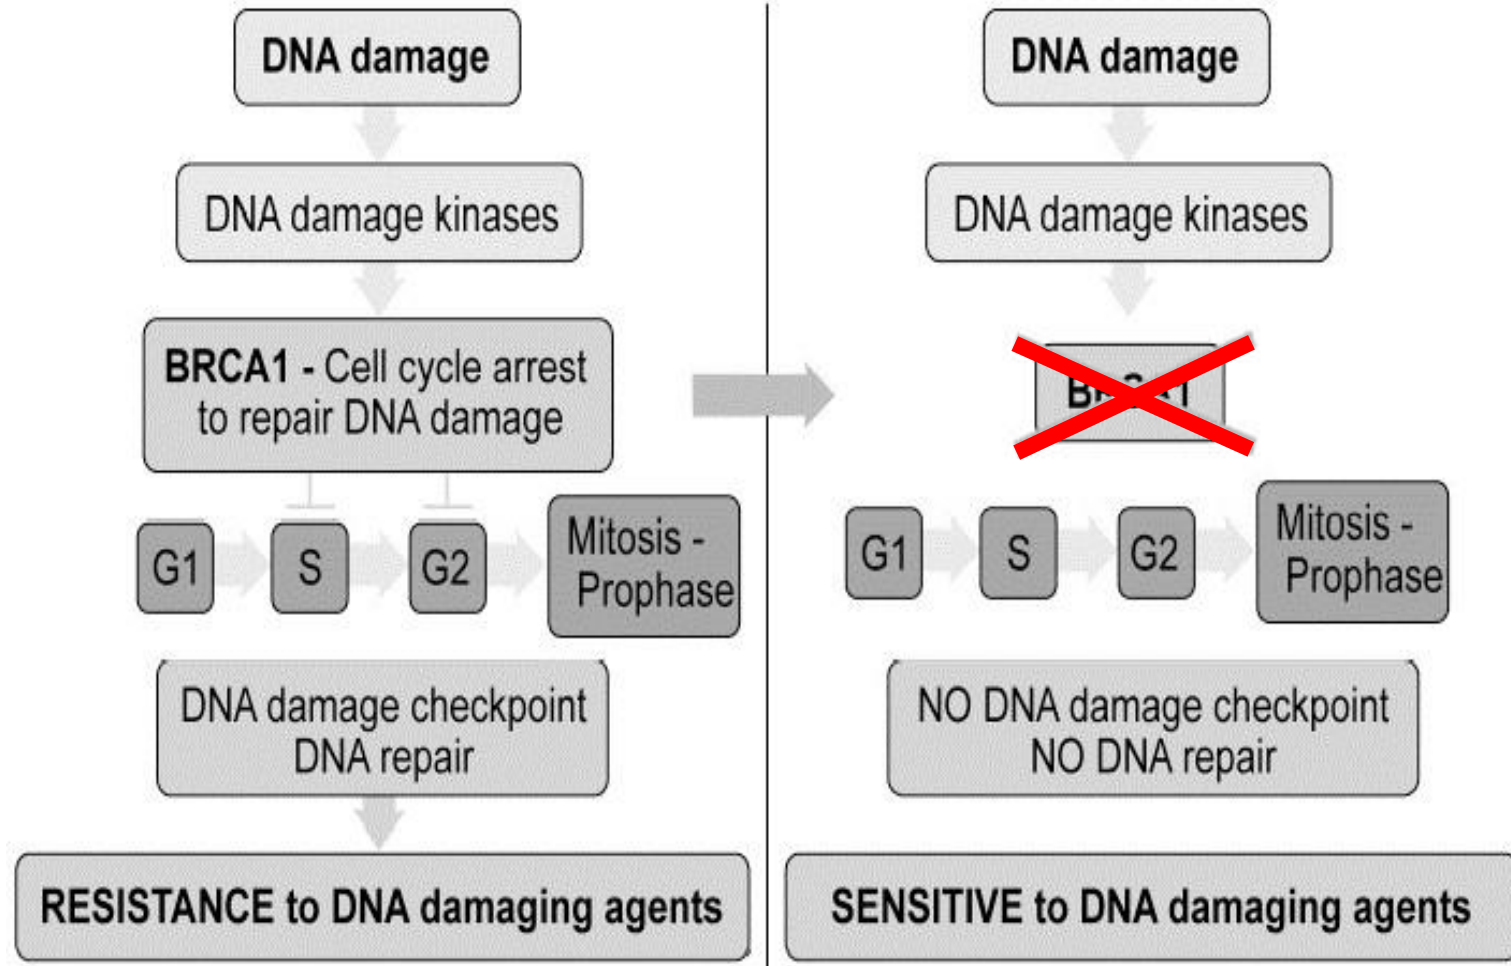 DNA damage
DNA damage kinases
BRCA1 - Cell cycle arrest
to repair DNA damage
G1
S
G2
Mitosis -
Prophase
DNA damage checkpoint
DNA repair
RESISTANCE to DNA damaging agents
DNA damage
DNA damage kinases
BRCA1
G1
S
G2
Mitosis -
Prophase
NO DNA damage checkpoint
NO DNA repair
SENSITIVE to DNA damaging agents